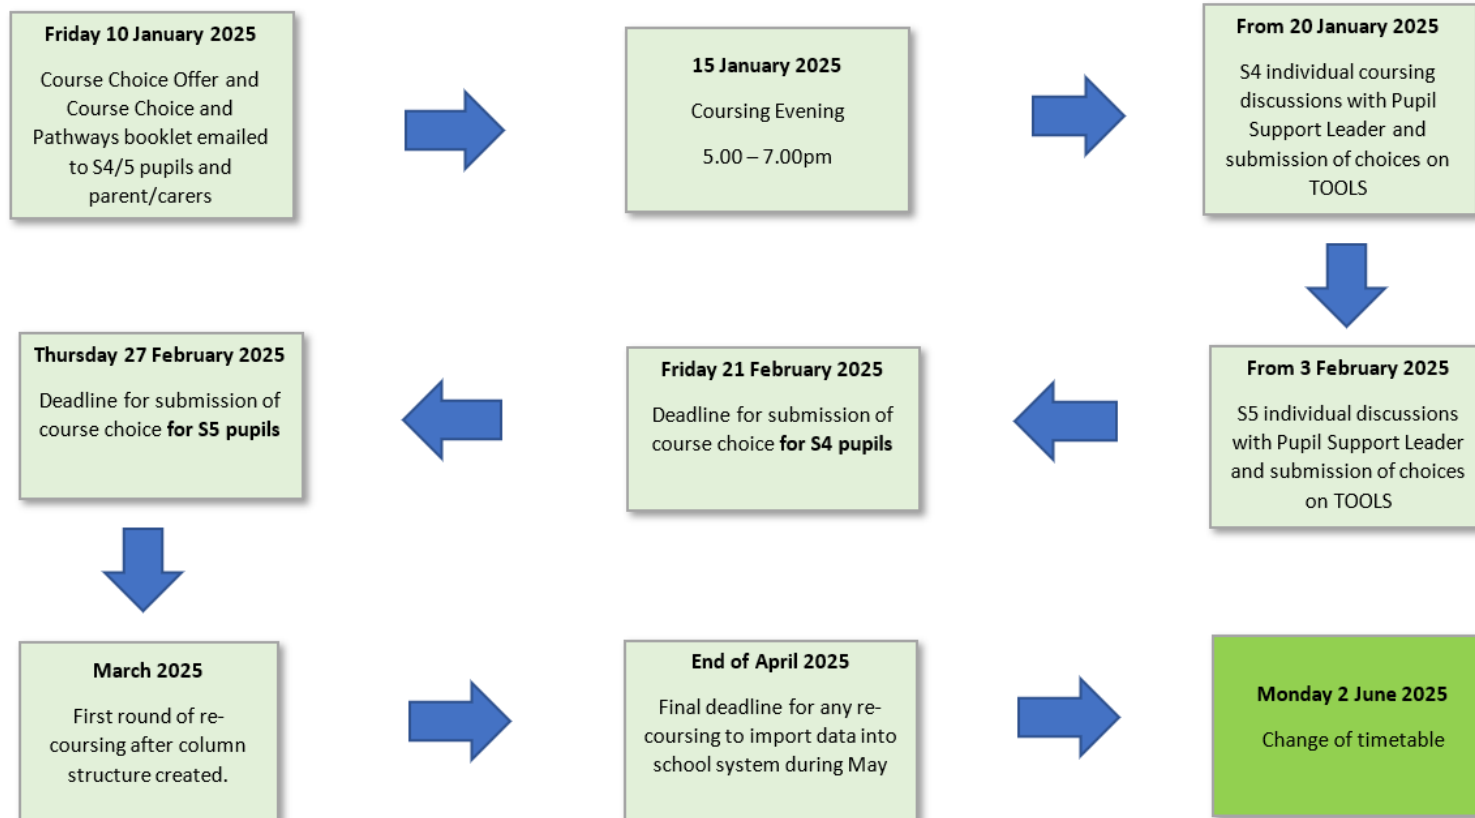 Friday 10 January 2025
Course Choice Offer and
Course Choice and
Pathways booklet emailed
to S4/5 pupils and
parent/carers
15 January 2025
Coursing Evening
5.00 – 7.00pm
From 20 January 2025
S4 individual coursing
discussions with Pupil
Support Leader and
submission of choices on
TOOLS
From 3 February 2025
S5 individual discussions
with Pupil Support Leader
and submission of choices
on TOOLS
Friday 21 February 2025
Deadline for submission of
course choice for S4 pupils
Thursday 27 February 2025
Deadline for submission of
course choice for S5 pupils
March 2025
First round of re-
coursing after column
structure created.
End of April 2025
Final deadline for any re-
coursing to import data into
school system during May
Monday 2 June 2025
Change of timetable